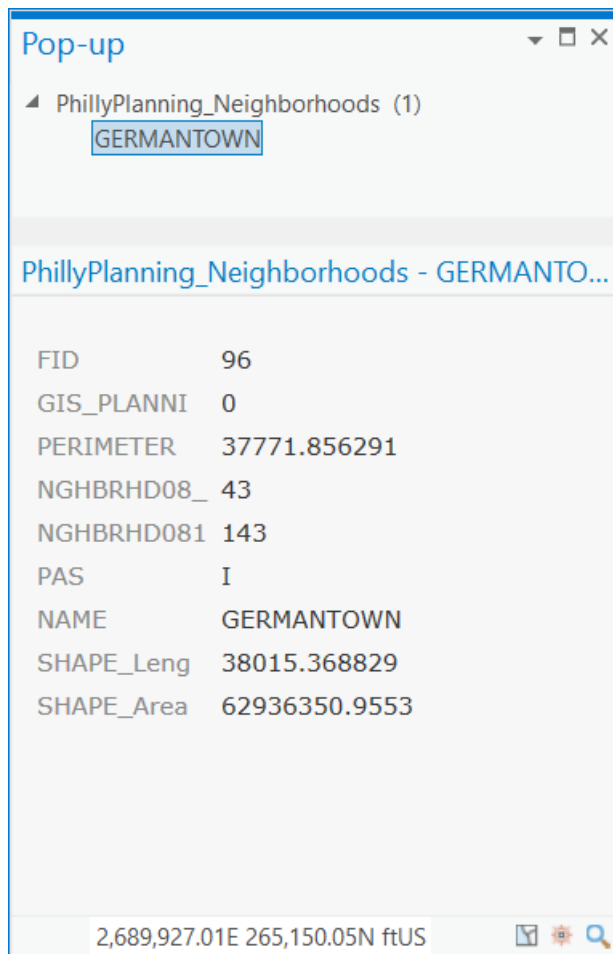 Pop-up
PhillyPlanning_Neighborhoods (1)
GERMANTOWN
PhillyPlanning_Neighborhoods - GERMANTO...
FID 96
GIS_PLANNI 0
PERIMETER 37771.856291
NGHBRHD08_ 43
NGHBRHD081 143
PAS I
NAME GERMANTOWN
SHAPE_Leng 38015.368829
SHAPE_Area 62936350.9553
2,689,927.01E 265,150.05N ftUS